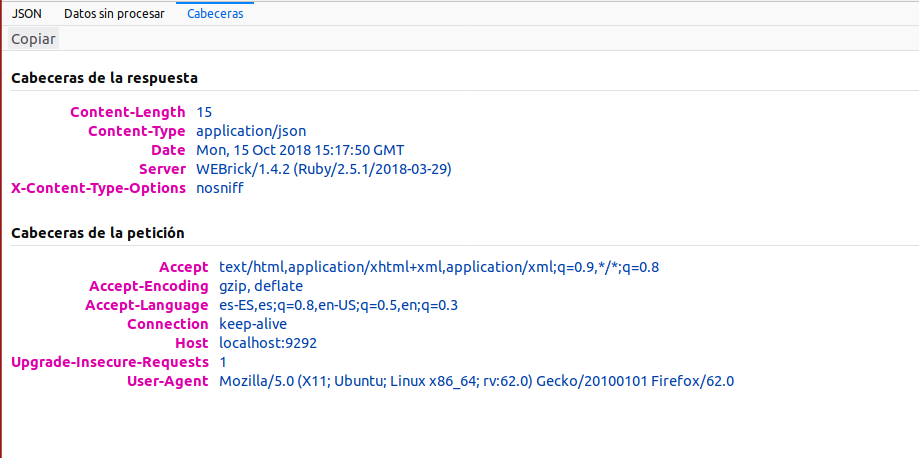 JSON Datos sin procesar Cabeceras
Copiar
Cabeceras de la respuesta
Content-Length 15
Content-Type application/json
Date Mon, 15 Oct 2018 15:17:50 GMT
Server WEBrick/1.4.2 (Ruby/2.5.1/2018-03-29)
X-Content-Type-Options nosniff
Cabeceras de la petición
Accept text/html,application/xhtml+xml,application/xml;q=0.9,*/*;q=0.8
Accept-Encoding gzip, deflate
Accept-Language es-ES,es;q=0.8,en-US;q=0.5,en;q=0.3
Connection keep-alive
Host localhost:9292
Upgrade-Insecure-Requests 1
User-Agent Mozilla/5.0 (X11; Ubuntu; Linux x86_64; rv:62.0) Gecko/20100101 Firefox/62.0